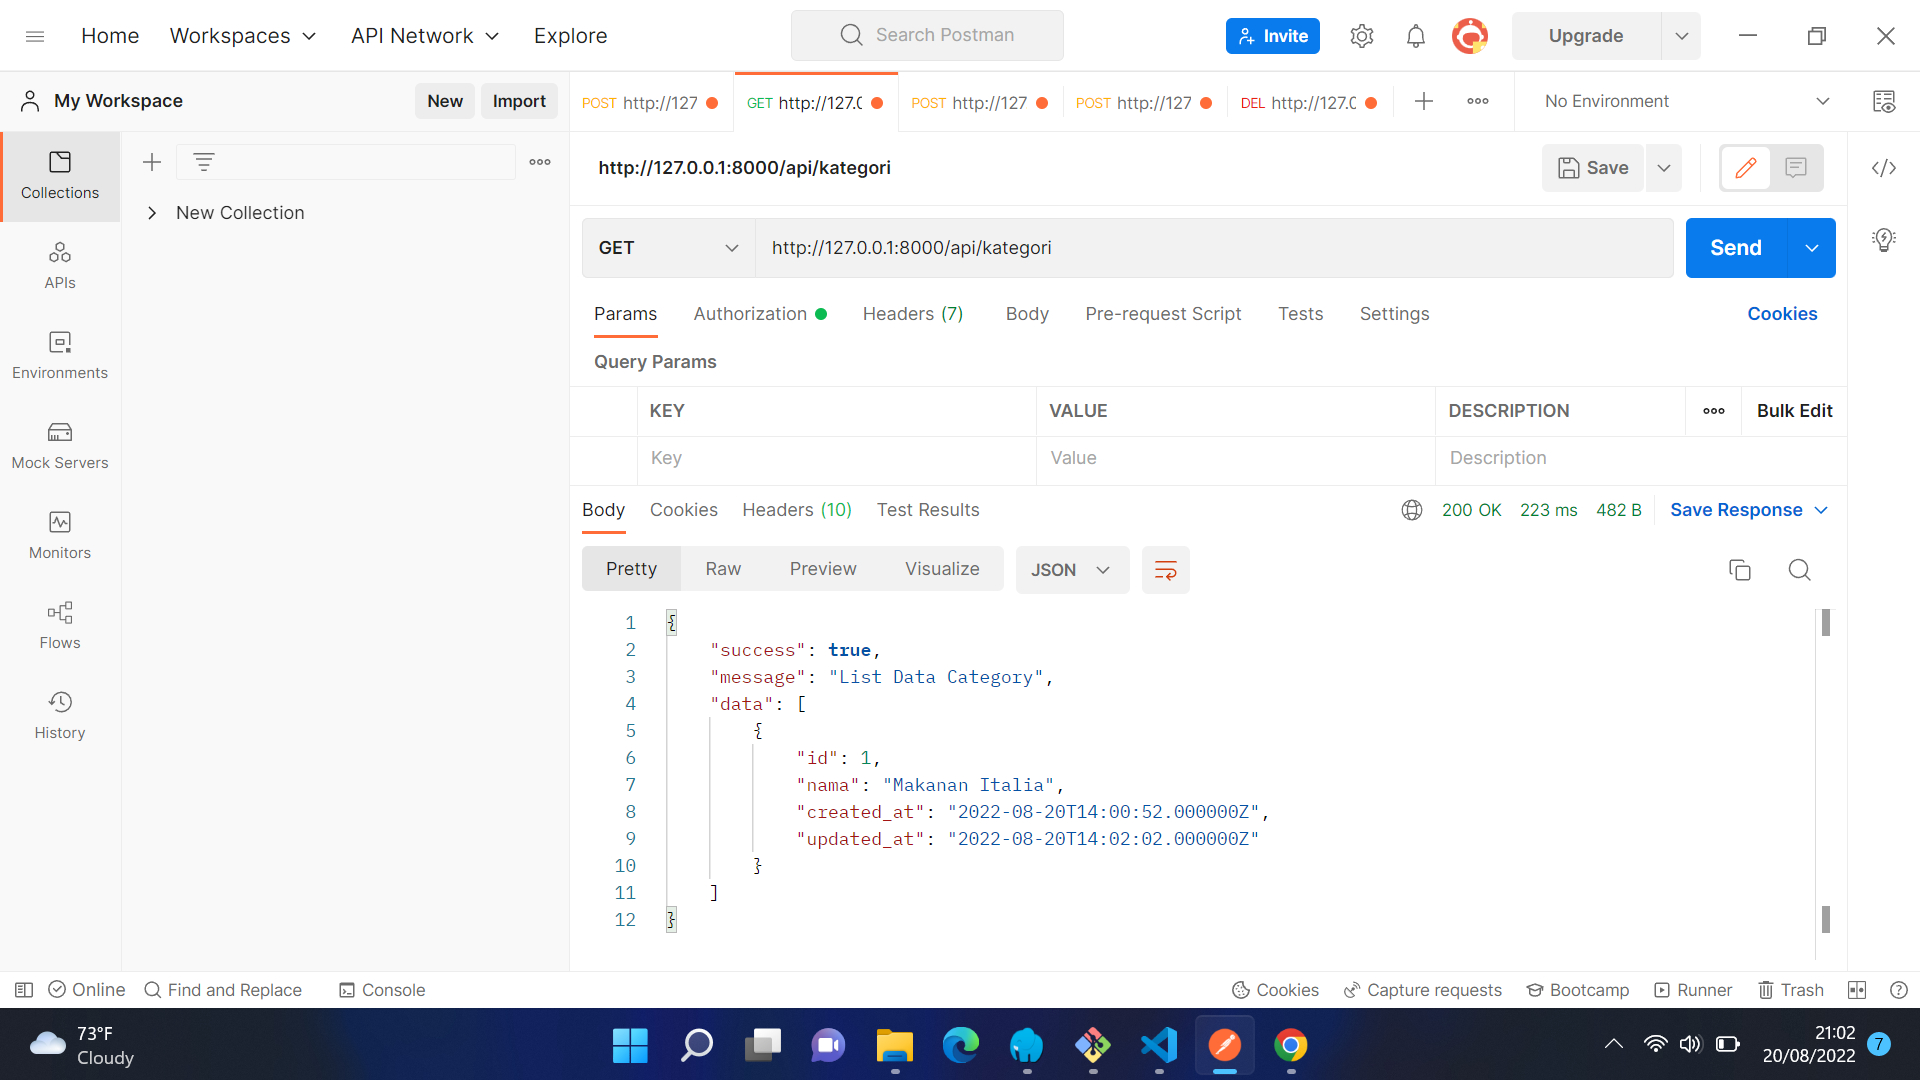 Home
Workspaces
API Network
Explore
Search Postman
Invite
Upgrade
My Workspace
New
Import
POST http://127
GET http://127.0
POST http://127
POST http://127
DEL http://127.0
No Environment
Collections
New Collection
APIs
Environments
Mock Servers
Monitors
Flows
History
http://127.0.0.1:8000/api/kategori
Save
GET
http://127.0.0.1:8000/api/kategori
Send
Params
Authorization
Headers (7)
Body
Pre-request Script
Tests
Settings
Cookies
Query Params
KEY
VALUE
DESCRIPTION
Bulk Edit
Key
Value
Description
Body
Cookies
Headers (10)
Test Results
200 OK
223 ms
482 B
Save Response
Pretty
Raw
Preview
Visualize
JSON
1 {
2 "success": true,
3 "message": "List Data Category",
4 "data": [
5 {
6 "id": 1,
7 "nama": "Makanan Italia",
8 "created_at": "2022-08-20T14:00:52.000000Z",
9 "updated_at": "2022-08-20T14:02:02.000000Z"
10 }
11 ]
12 }
Online
Find and Replace
Console
Cookies
Capture requests
Bootcamp
Runner
Trash
73°F
Cloudy
21:02
20/08/2022
7